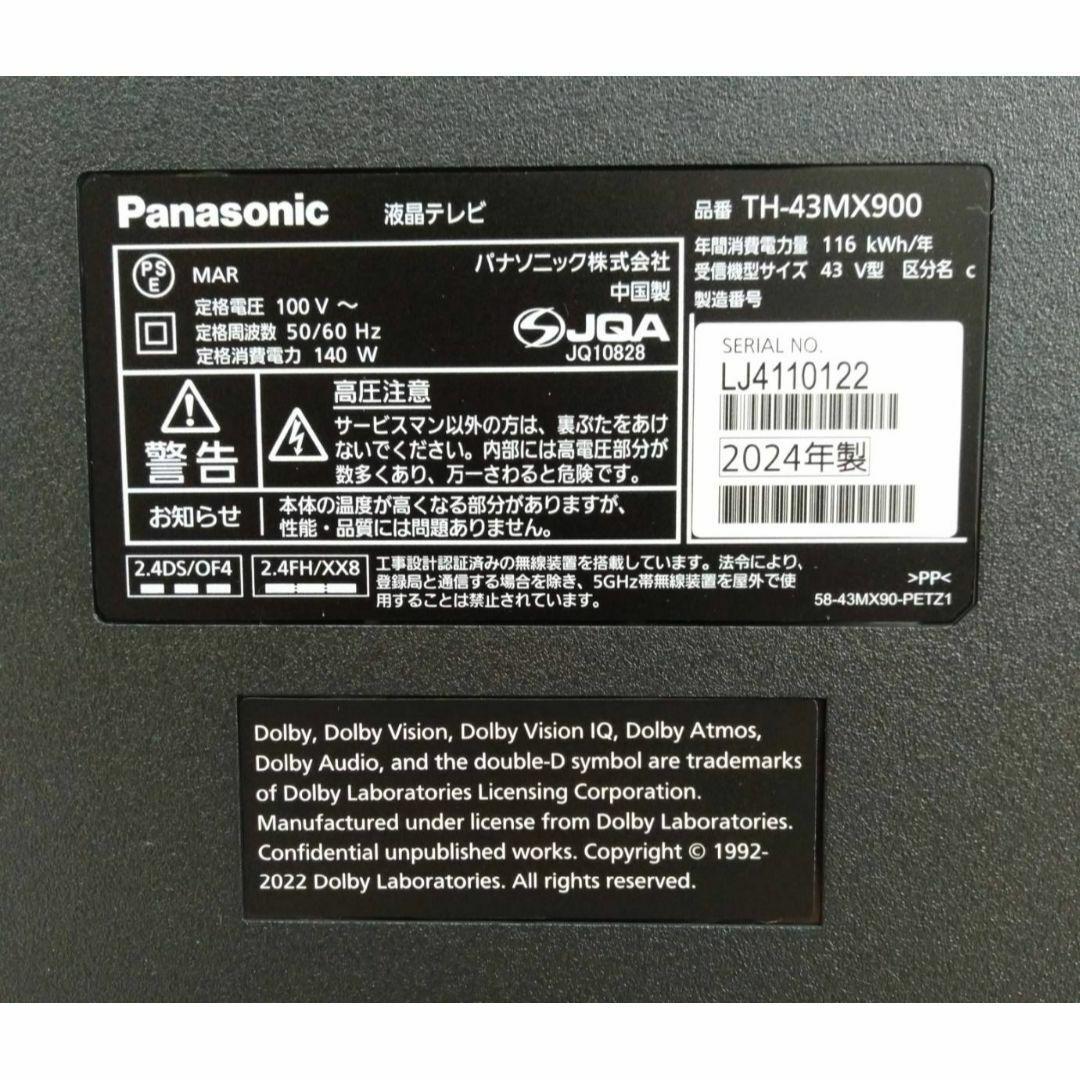 Panasonic 液晶テレビ
品番 TH-43MX900
年間消費電力量 116 kWh/年
受信機型サイズ 43 V型 区分名 c
製造番号
SERIAL NO.
LJ4110122
2024年製
PS
E
MAR
パナソニック株式会社
中国製
定格電圧 100 V ~
定格周波数 50/60 Hz
定格消費電力 140 W
JQA
JQ10828
警告
高圧注意
サービスマン以外の方は、裏ぶたをあけ
ないでください。内部には高電圧部分が
数多くあり、万一さわると危険です。
お知らせ
本体の温度が高くなる部分がありますが、
性能・品質には問題ありません。
2.4DS/OF4
2.4FH/XX8
工事設計認証済みの無線装置を搭載しています。法令により、
登録局と通信する場合を除き、5GHz帯無線装置を屋外で使
用することは禁止されています。
>PP<
58-43MX90-PETZ1
Dolby, Dolby Vision, Dolby Vision IQ, Dolby Atmos,
Dolby Audio, and the double-D symbol are trademarks
of Dolby Laboratories Licensing Corporation.
Manufactured under license from Dolby Laboratories.
Confidential unpublished works. Copyright © 1992-
2022 Dolby Laboratories. All rights reserved.